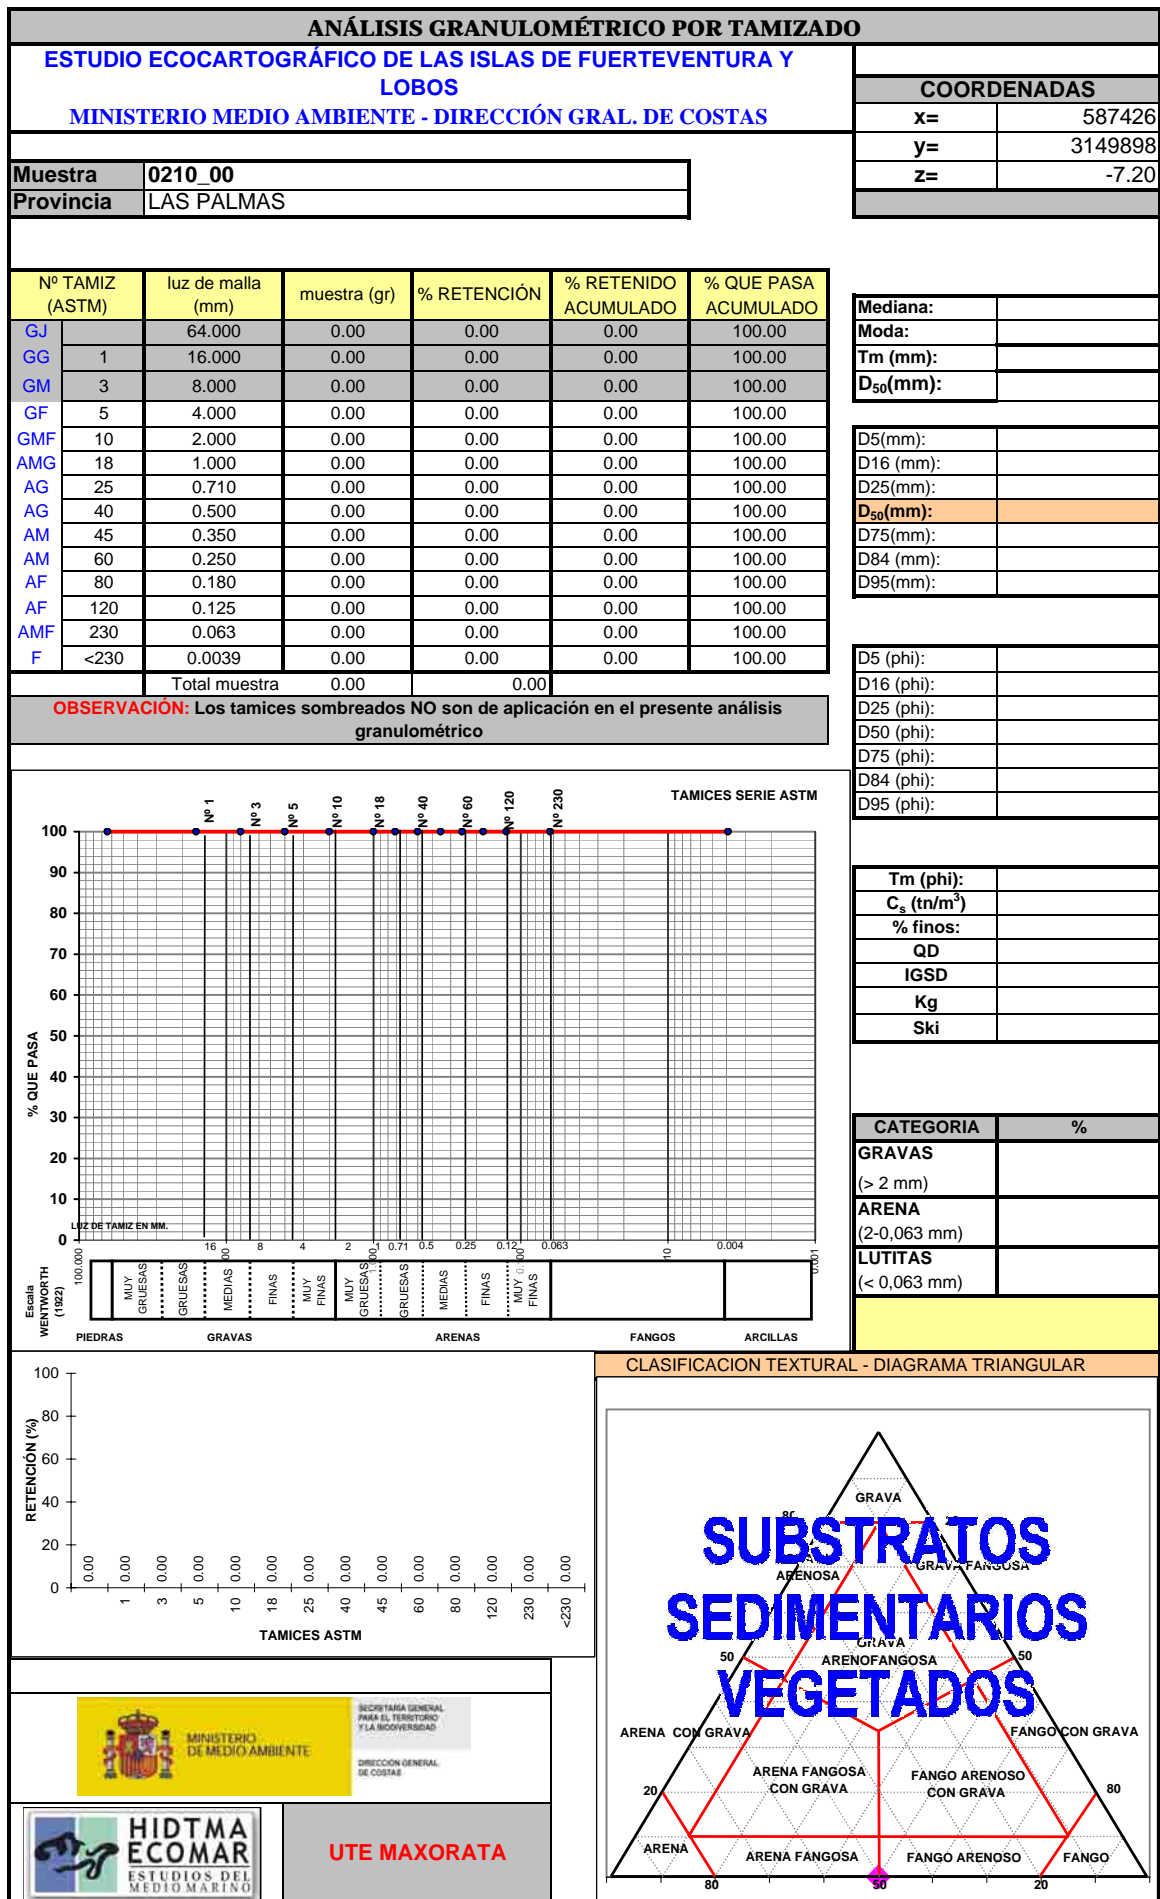 ANÁLISIS GRANULOMÉTRICO POR TAMIZADO
ESTUDIO ECOCARTOGRÁFICO DE LAS ISLAS DE FUERTEVENTURA Y
LOBOS
MINISTERIO MEDIO AMBIENTE - DIRECCIÓN GRAL. DE COSTAS
COORDENADAS
x= 587426
y= 3149898
z= -7.20
Muestra 0210_00
Provincia LAS PALMAS
Nº TAMIZ (ASTM) luz de malla (mm) muestra (gr) % RETENCIÓN % RETENIDO ACUMULADO % QUE PASA ACUMULADO
GJ 64.000 0.00 0.00 0.00 100.00
GG 1 16.000 0.00 0.00 0.00 100.00
GM 3 8.000 0.00 0.00 0.00 100.00
GF 5 4.000 0.00 0.00 0.00 100.00
GMF 10 2.000 0.00 0.00 0.00 100.00
AMG 18 1.000 0.00 0.00 0.00 100.00
AG 25 0.710 0.00 0.00 0.00 100.00
AG 40 0.500 0.00 0.00 0.00 100.00
AM 45 0.350 0.00 0.00 0.00 100.00
AM 60 0.250 0.00 0.00 0.00 100.00
AF 80 0.180 0.00 0.00 0.00 100.00
AF 120 0.125 0.00 0.00 0.00 100.00
AMF 230 0.063 0.00 0.00 0.00 100.00
F <230 0.0039 0.00 0.00 0.00 100.00
Total muestra 0.00 0.00
OBSERVACIÓN: Los tamices sombreados NO son de aplicación en el presente análisis
granulométrico
Mediana:
Moda:
Tm (mm):
D50(mm):
D5(mm):
D16 (mm):
D25(mm):
D50(mm):
D75(mm):
D84 (mm):
D95(mm):
D5 (phi):
D16 (phi):
D25 (phi):
D50 (phi):
D75 (phi):
D84 (phi):
D95 (phi):
Tm (phi):
Cs (tn/m3)
% finos:
QD
IGSD
Kg
Ski
CATEGORIA %
GRAVAS
(> 2 mm)
ARENA
(2-0,063 mm)
LUTITAS
(< 0,063 mm)
TAMICES SERIE ASTM
Nº 1 Nº 3 Nº 5 Nº 10 Nº 18 Nº 40 Nº 60 Nº 120 Nº 230
% QUE PASA
100
90
80
70
60
50
40
30
20
10
0
LUZ DE TAMIZ EN MM.
16 8 4 2 1 0.71 0.5 0.25 0.12 0.063 0.004
100.000 0.001
Escala
WENTWORTH
(1922)
MUY GRUESAS GRUESAS MEDIAS FINAS MUY FINAS MUY GRUESAS GRUESAS MEDIAS FINAS MUY FINAS
PIEDRAS GRAVAS ARENAS FANGOS ARCILLAS
RETENCIÓN (%)
100
80
60
40
20
0
0.00 0.00 0.00 0.00 0.00 0.00 0.00 0.00 0.00 0.00 0.00 0.00 0.00 0.00
1 3 5 10 18 25 40 45 60 80 120 230 <230
TAMICES ASTM
CLASIFICACION TEXTURAL - DIAGRAMA TRIANGULAR
GRAVA
SUBSTRATOS
ARENOSA
GRAVA FANGOSA
SEDIMENTARIOS
GRAVA
ARENOFANGOSA
50 50
VEGETADOS
ARENA CON GRAVA
FANGO CON GRAVA
ARENA FANGOSA
CON GRAVA
FANGO ARENOSO
CON GRAVA
20 80
ARENA
ARENA FANGOSA
FANGO ARENOSO
FANGO
80 50 20
MINISTERIO
DE MEDIO AMBIENTE
SECRETARÍA GENERAL
PARA EL TERRITORIO
Y LA BIODIVERSIDAD
DIRECCIÓN GENERAL
DE COSTAS
HIDTMA
ECOMAR
ESTUDIOS DEL
MEDIO MARINO
UTE MAXORATA